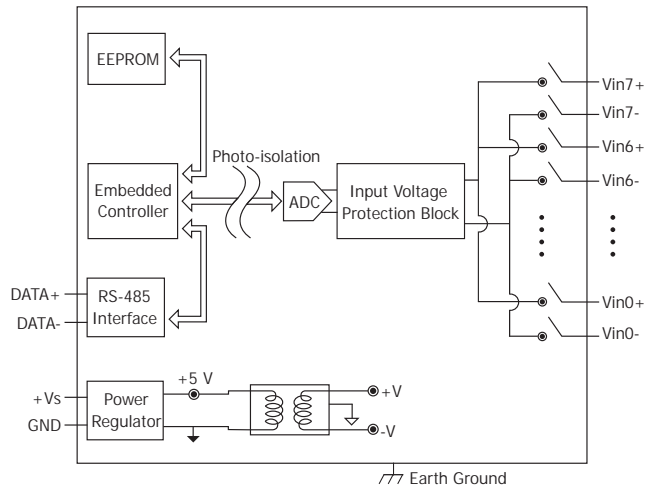 EEPROM
Photo-isolation
Embedded
Controller
ADC
Input Voltage
Protection Block
Vin7+
Vin7-
Vin6+
Vin6-
Vin0+
Vin0-
DATA+
DATA-
RS-485
Interface
+Vs
GND
Power
Regulator
+5 V
+V
-V
Earth Ground